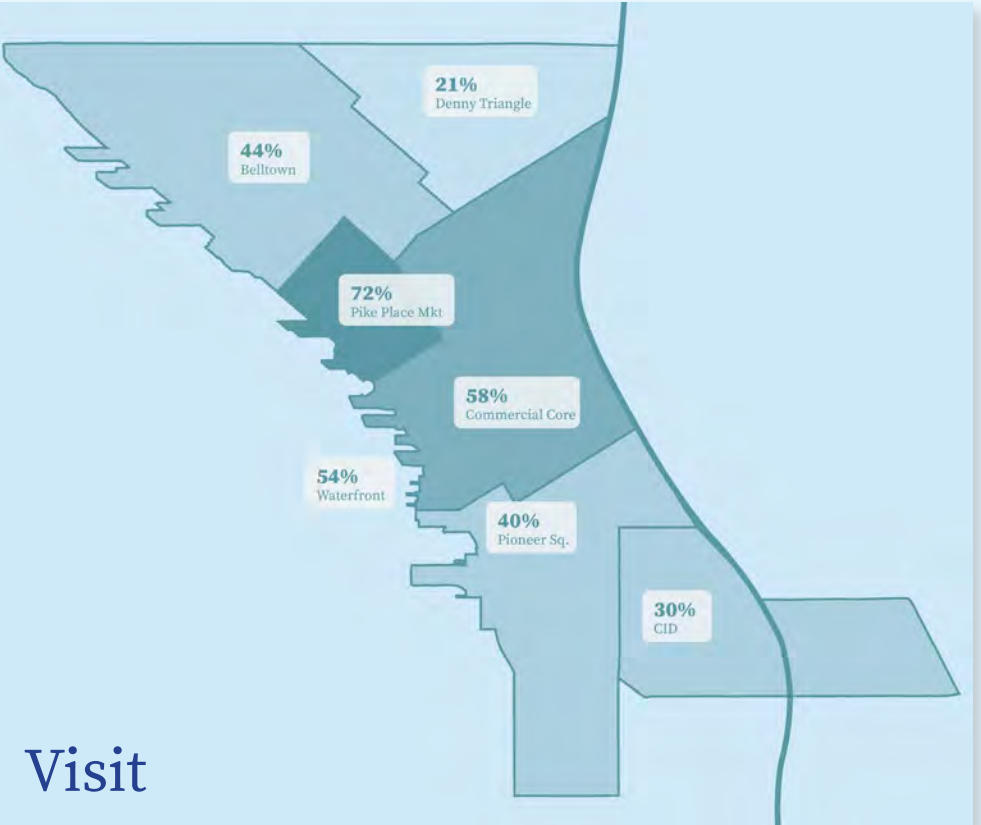 21%
Denny Triangle
44%
Belltown
72%
Pike Place Mkt
58%
Commercial Core
54%
Waterfront
40%
Pioneer Sq.
30%
CID
Visit